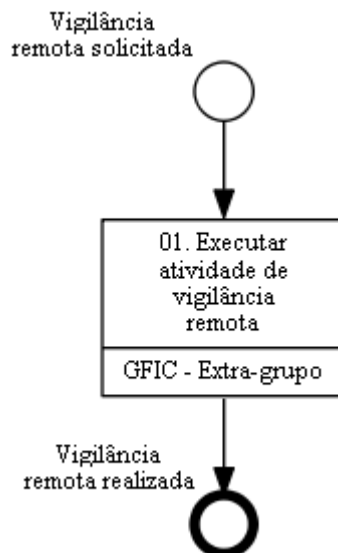 Vigilância
remota solicitada
01. Executar
atividade de
vigilância
remota
GFIC - Extra-grupo
Vigilância
remota realizada